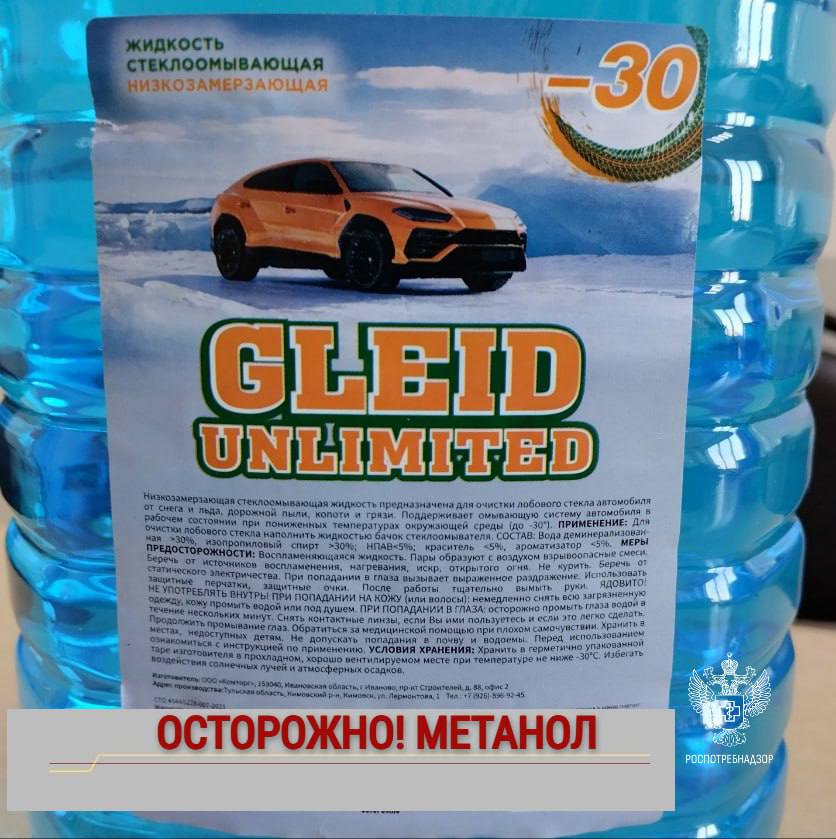 ЖИДКОСТЬ
СТЕКЛООМЫВАЮЩАЯ
НИЗКОЗАМЕРЗАЮЩАЯ
–30
GLEID
UNLIMITED
Низкозамерзающая стеклоомывающая жидкость предназначена для очистки лобового стекла автомобиля
от снега и льда, дорожной пыли, копоти и грязи. Поддерживает омывающую систему автомобиля в
рабочем состоянии при пониженных температурах окружающей среды (до -30°). ПРИМЕНЕНИЕ: Для
очистки лобового стекла наполнить жидкостью бачок стеклоомывателя. СОСТАВ: Вода деминерализован-
ная >30%, изопропиловый спирт >30%; НПАВ<5%; краситель <5%, ароматизатор <5%. МЕРЫ
ПРЕДОСТОРОЖНОСТИ: Воспламеняющаяся жидкость. Пары образуют с воздухом взрывоопасные смеси.
Беречь от источников воспламенения, нагревания, искр, открытого огня. Не курить. Беречь от
статического электричества. При попадании в глаза вызывает выраженное раздражение. Использовать
защитные перчатки, защитные очки. После работы тщательно вымыть руки. ЯДОВИТО!
НЕ УПОТРЕБЛЯТЬ ВНУТРЬ! ПРИ ПОПАДАНИИ НА КОЖУ (или волосы): немедленно снять всю загрязненную
одежду, кожу промыть водой или под душем. ПРИ ПОПАДАНИИ В ГЛАЗА: осторожно промыть глаза водой в
течение нескольких минут. Снять контактные линзы, если Вы ими пользуетесь и если это легко сделать.
Продолжить промывание глаз. Обратиться за медицинской помощью при плохом самочувствии. Хранить в
местах, недоступных детям. Не допускать попадания в почву и водоемы. Перед использованием
ознакомиться с инструкцией по применению. УСЛОВИЯ ХРАНЕНИЯ: Хранить в герметично упакованной
таре изготовителя в прохладном, хорошо вентилируемом месте при температуре не ниже -30°С. Избегать
воздействия солнечных лучей и атмосферных осадков.
Изготовитель: ООО «Комторг», 153040, Ивановская область, г Иваново, пр-кт Строителей, д. 88, офис 2
Адрес производства: Тульская область, Кимовский р-н, Кимовск, ул. Лермонтова, 1 Тел.: +7 (926)-896-92-45
ОСТОРОЖНО! МЕТАНОЛ
РОСПОТРЕБНАДЗОР